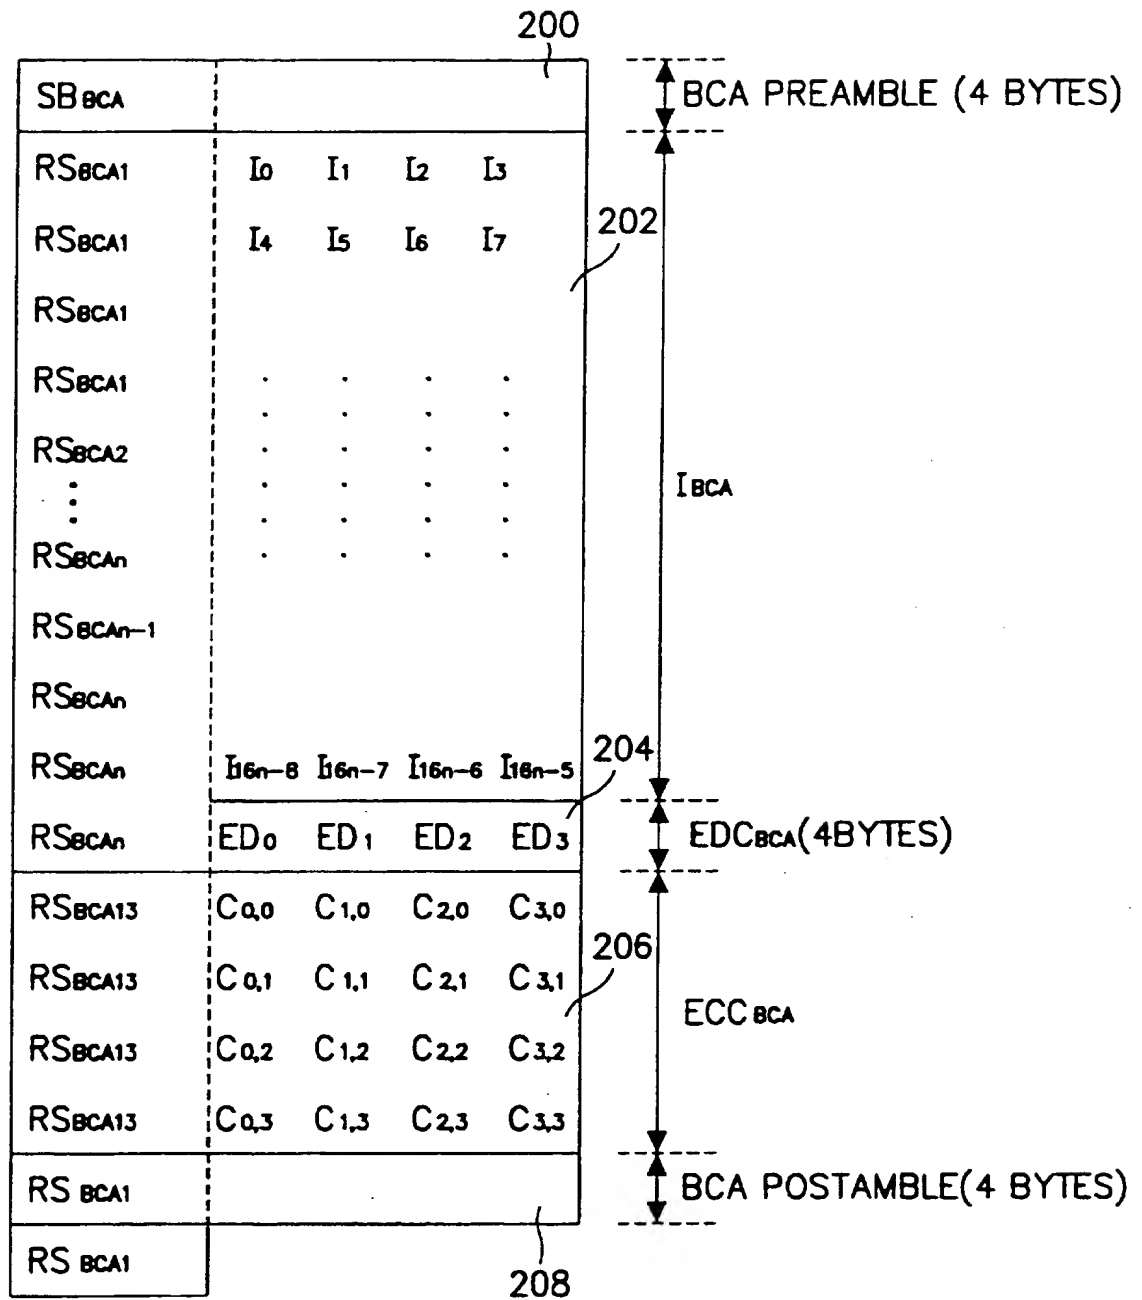 200
SBBCA
BCA PREAMBLE (4 BYTES)
RSBCA1 I0 I1 I2 I3
202
RSBCA1 I4 I5 I6 I7
RSBCA1
RSBCA1 . . . .
. . . .
RSBCA2 . . . .
⋮ . . . .
. . . .
IBCA
RSBCAn . . . .
RSBCAn-1
RSBCAn
204
RSBCAn I16n-8 I16n-7 I16n-6 I16n-5
RSBCAn ED0 ED1 ED2 ED3
EDCBCA(4BYTES)
RSBCA13 C0,0 C1,0 C2,0 C3,0
206
RSBCA13 C0,1 C1,1 C2,1 C3,1
ECCBCA
RSBCA13 C0,2 C1,2 C2,2 C3,2
RSBCA13 C0,3 C1,3 C2,3 C3,3
RS BCA1
BCA POSTAMBLE(4 BYTES)
RS BCA1
208